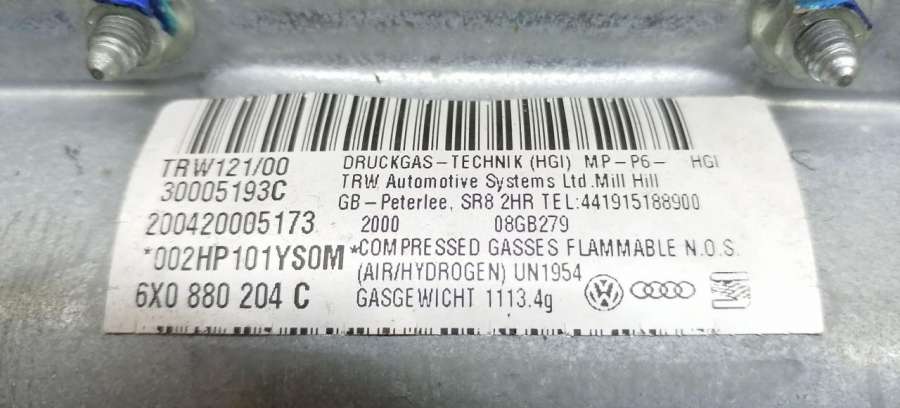 TRW121/00
30005193C
200420005173
*002HP101YS0M*
6X0 880 204 C
DRUCKGAS-TECHNIK (HGI) MP-P6- HGI
TRW Automotive Systems Ltd.Mill Hill
GB-Peterlee, SR8 2HR TEL:441915188900
2000 08GB279
COMPRESSED GASSES FLAMMABLE N.O.S.
(AIR/HYDROGEN) UN1954
GASGEWICHT 1113.4g